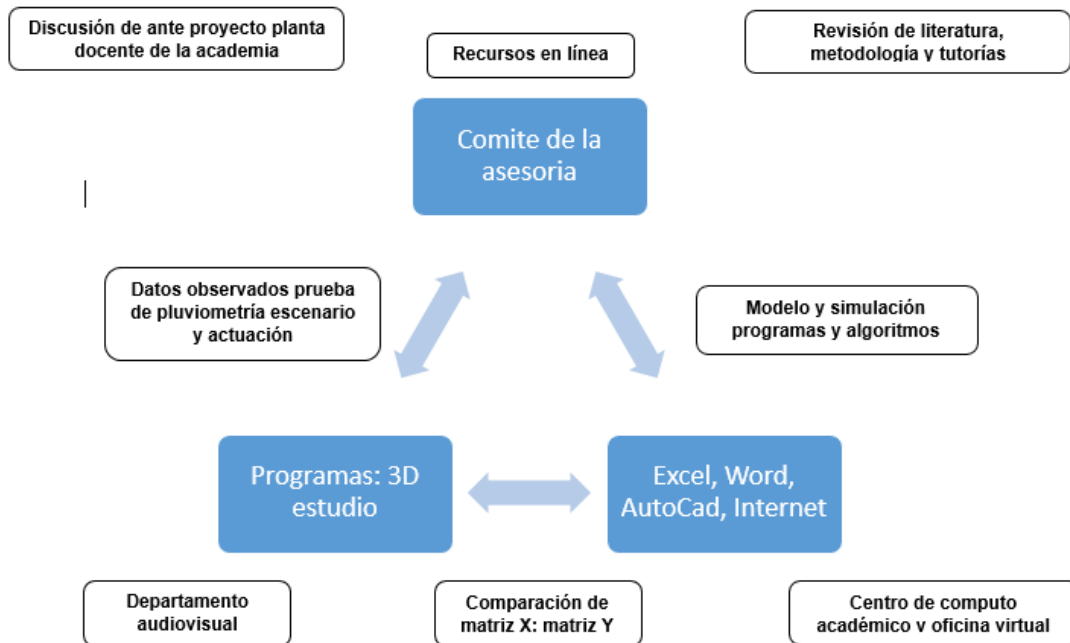 Discusión de ante proyecto planta
docente de la academia
Recursos en línea
Revisión de literatura,
metodología y tutorías
Comite de la
asesoria
Datos observados prueba
de pluviometría escenario
y actuación
Modelo y simulación
programas y algoritmos
Programas: 3D
estudio
Excel, Word,
AutoCad, Internet
Departamento
audiovisual
Comparación de
matriz X: matriz Y
Centro de computo
académico y oficina virtual